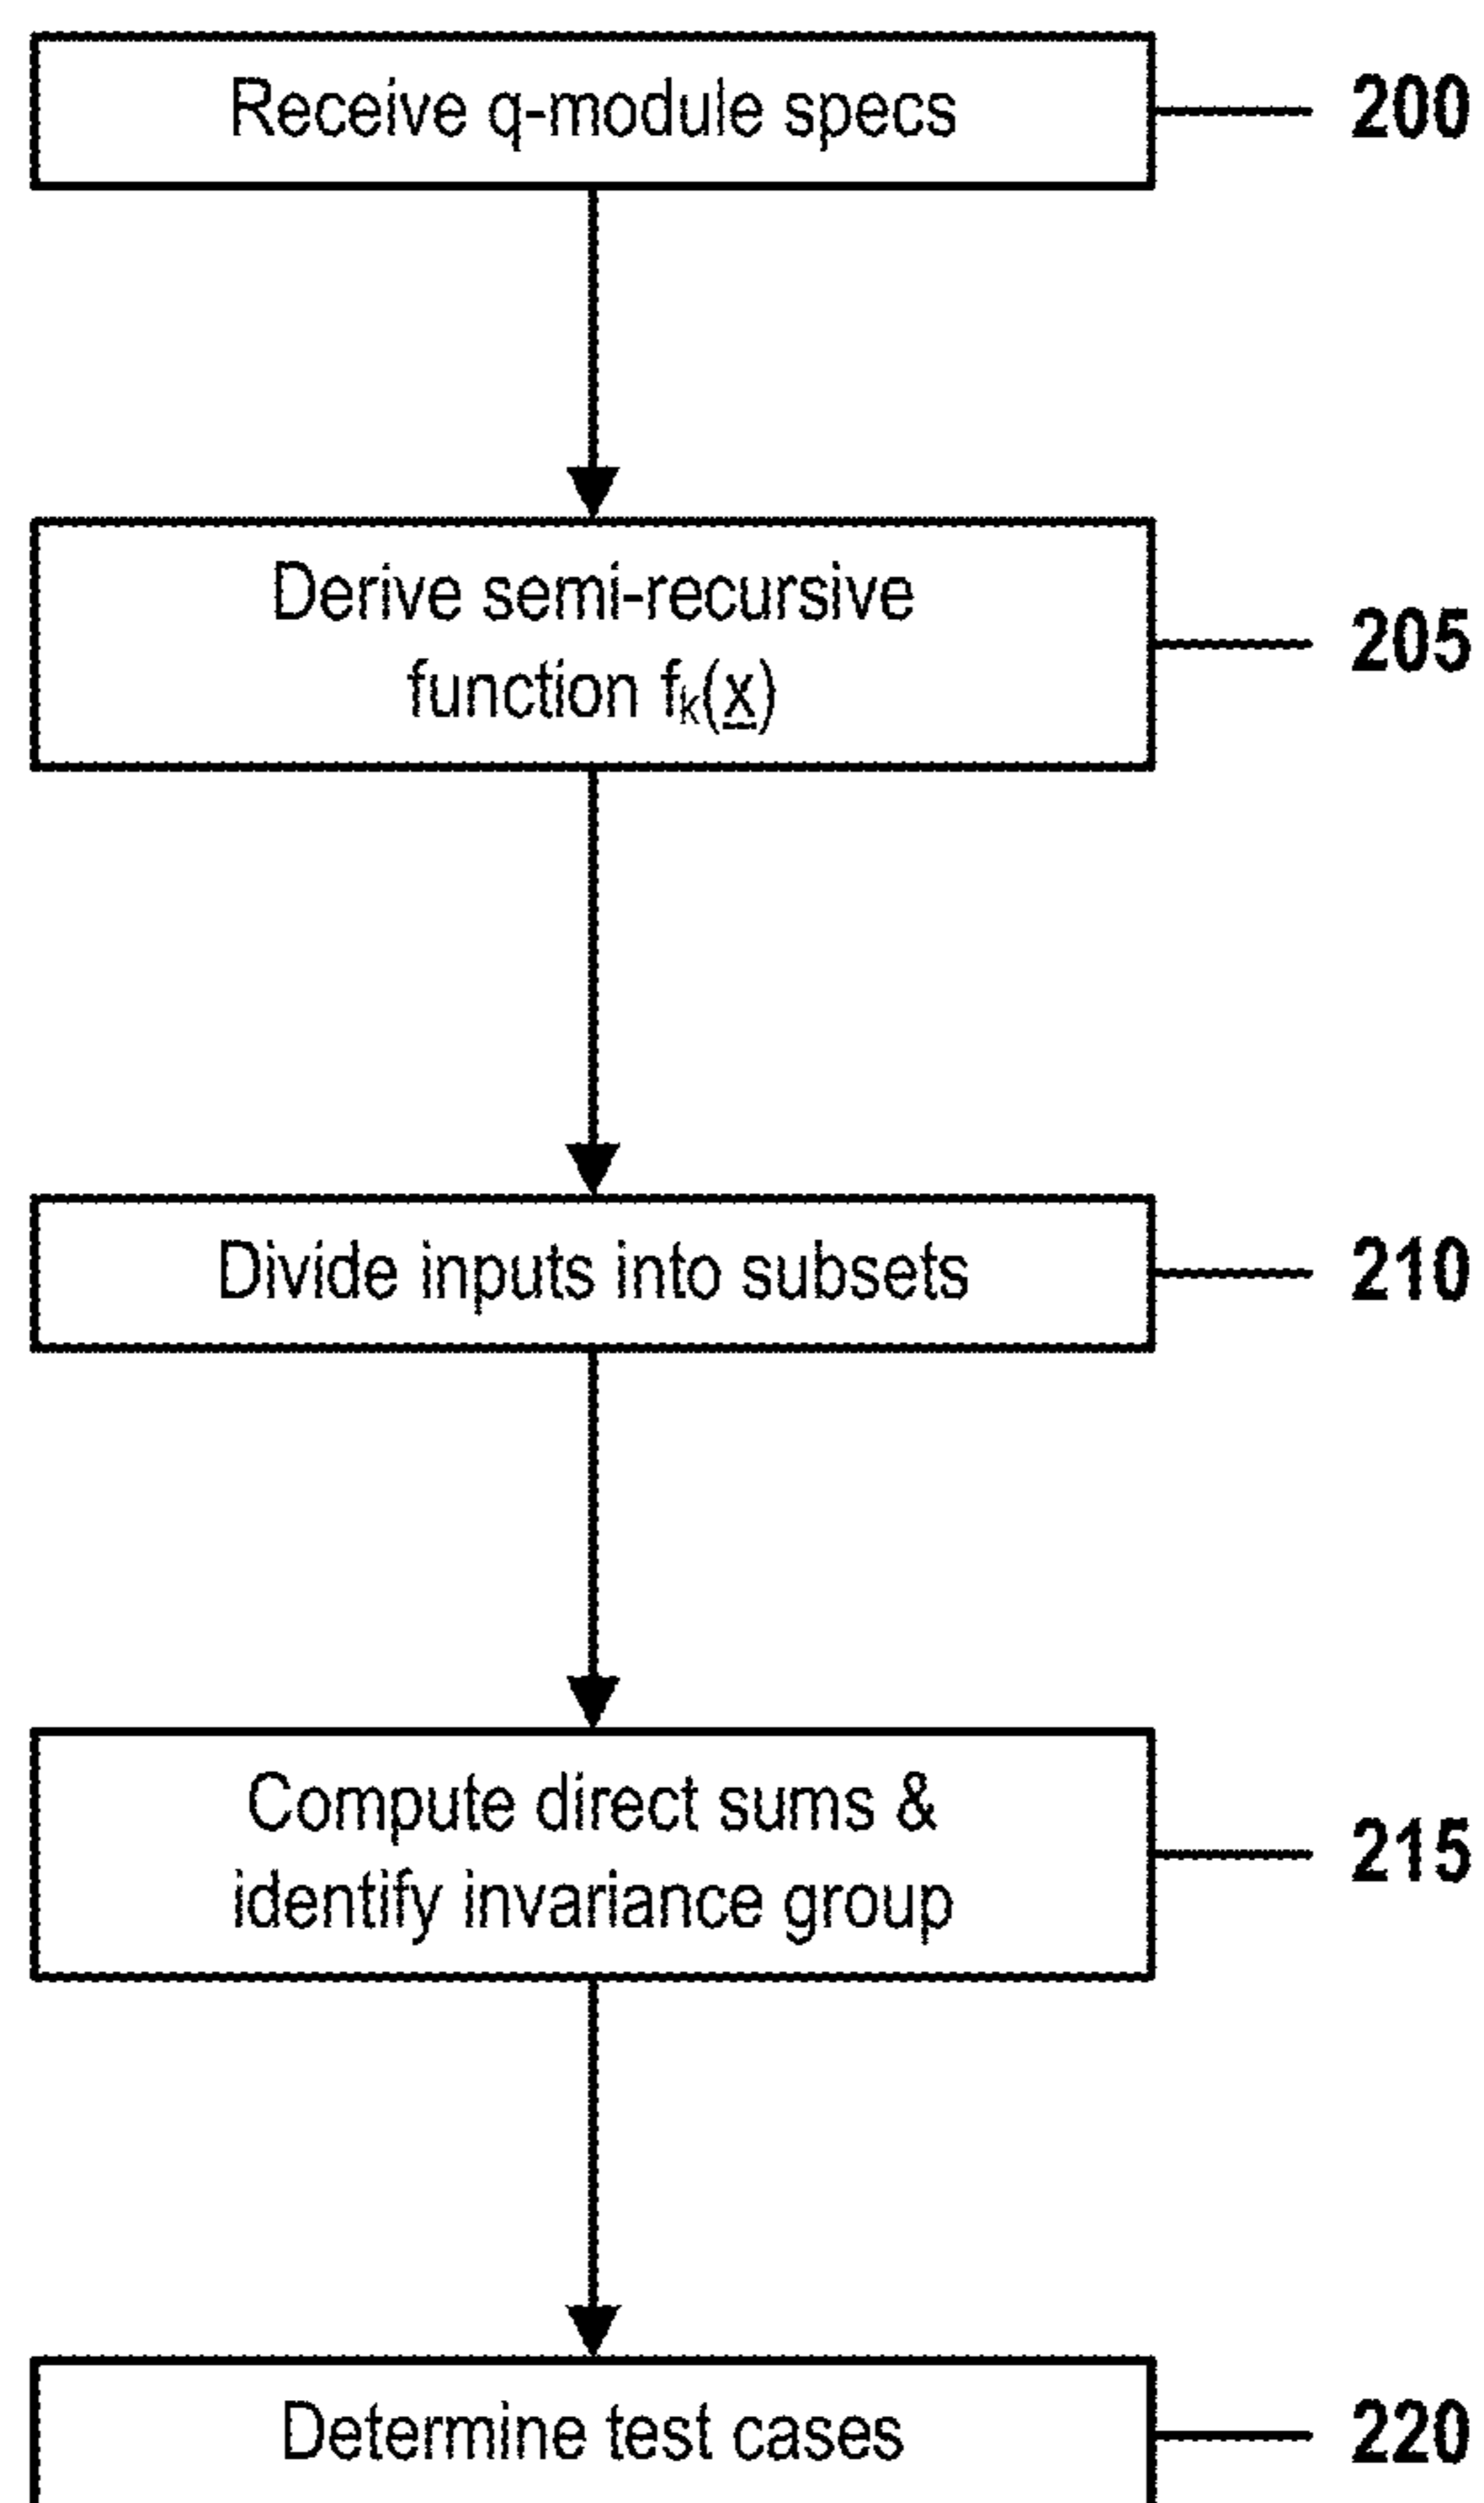 Receive q-module specs
200
Derive semi-recursive
function fₖ(x̲)
205
Divide inputs into subsets
210
Compute direct sums &
identify invariance group
215
Determine test cases
220